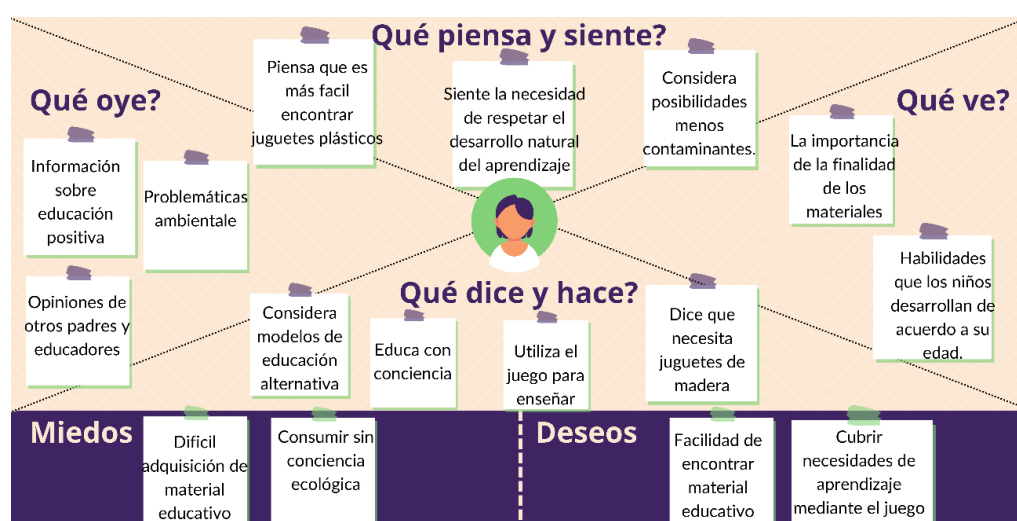 Qué piensa y siente?
Piensa que es
más facil
encontrar
juguetes plásticos
Siente la necesidad
de respetar el
desarrollo natural
del aprendizaje
Considera
posibilidades
menos
contaminantes.
Qué oye?
Información
sobre
educación
positiva
Problemáticas
ambientale
Opiniones de
otros padres y
educadores
Qué ve?
La importancia
de la finalidad
de los
materiales
Habilidades
que los niños
desarrollan de
acuerdo a su
edad.
Qué dice y hace?
Considera
modelos de
educación
alternativa
Educa con
conciencia
Utiliza el
juego para
enseñar
Dice que
necesita
juguetes de
madera
Miedos
Dificil
adquisición de
material
educativo
Consumir sin
conciencia
ecológica
Deseos
Facilidad de
encontrar
material
educativo
Cubrir
necesidades de
aprendizaje
mediante el juego